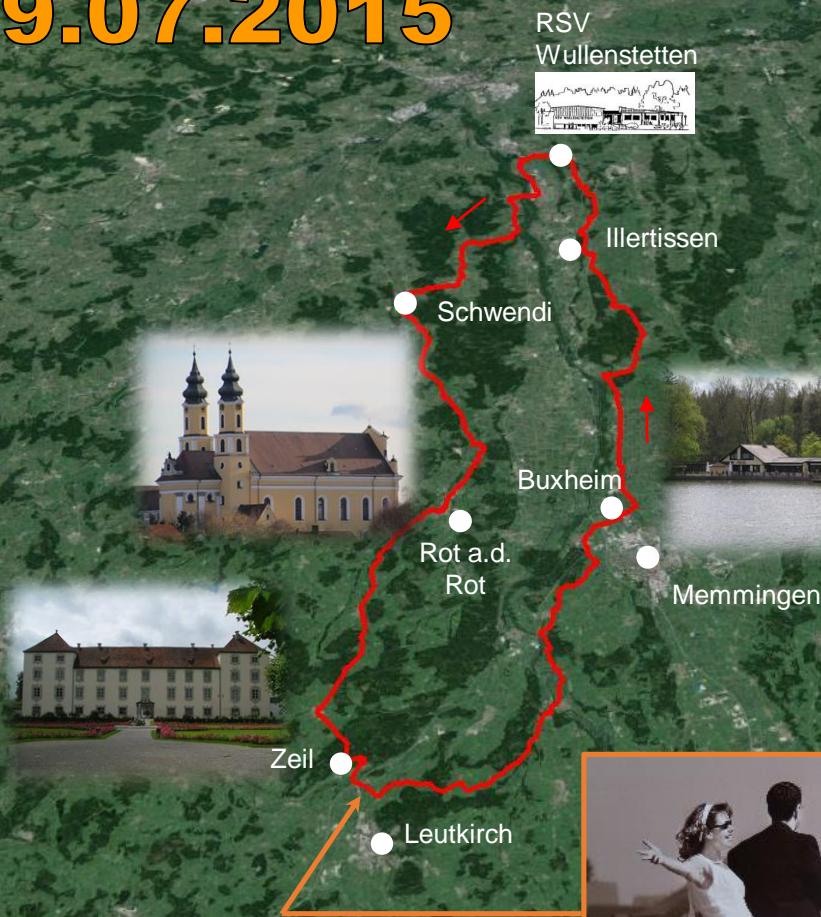 9.07.2015
RSV
Wullenstetten
Illertissen
Schwendi
Buxheim
Rot a.d.
Rot
Memmingen
Zeil
Leutkirch